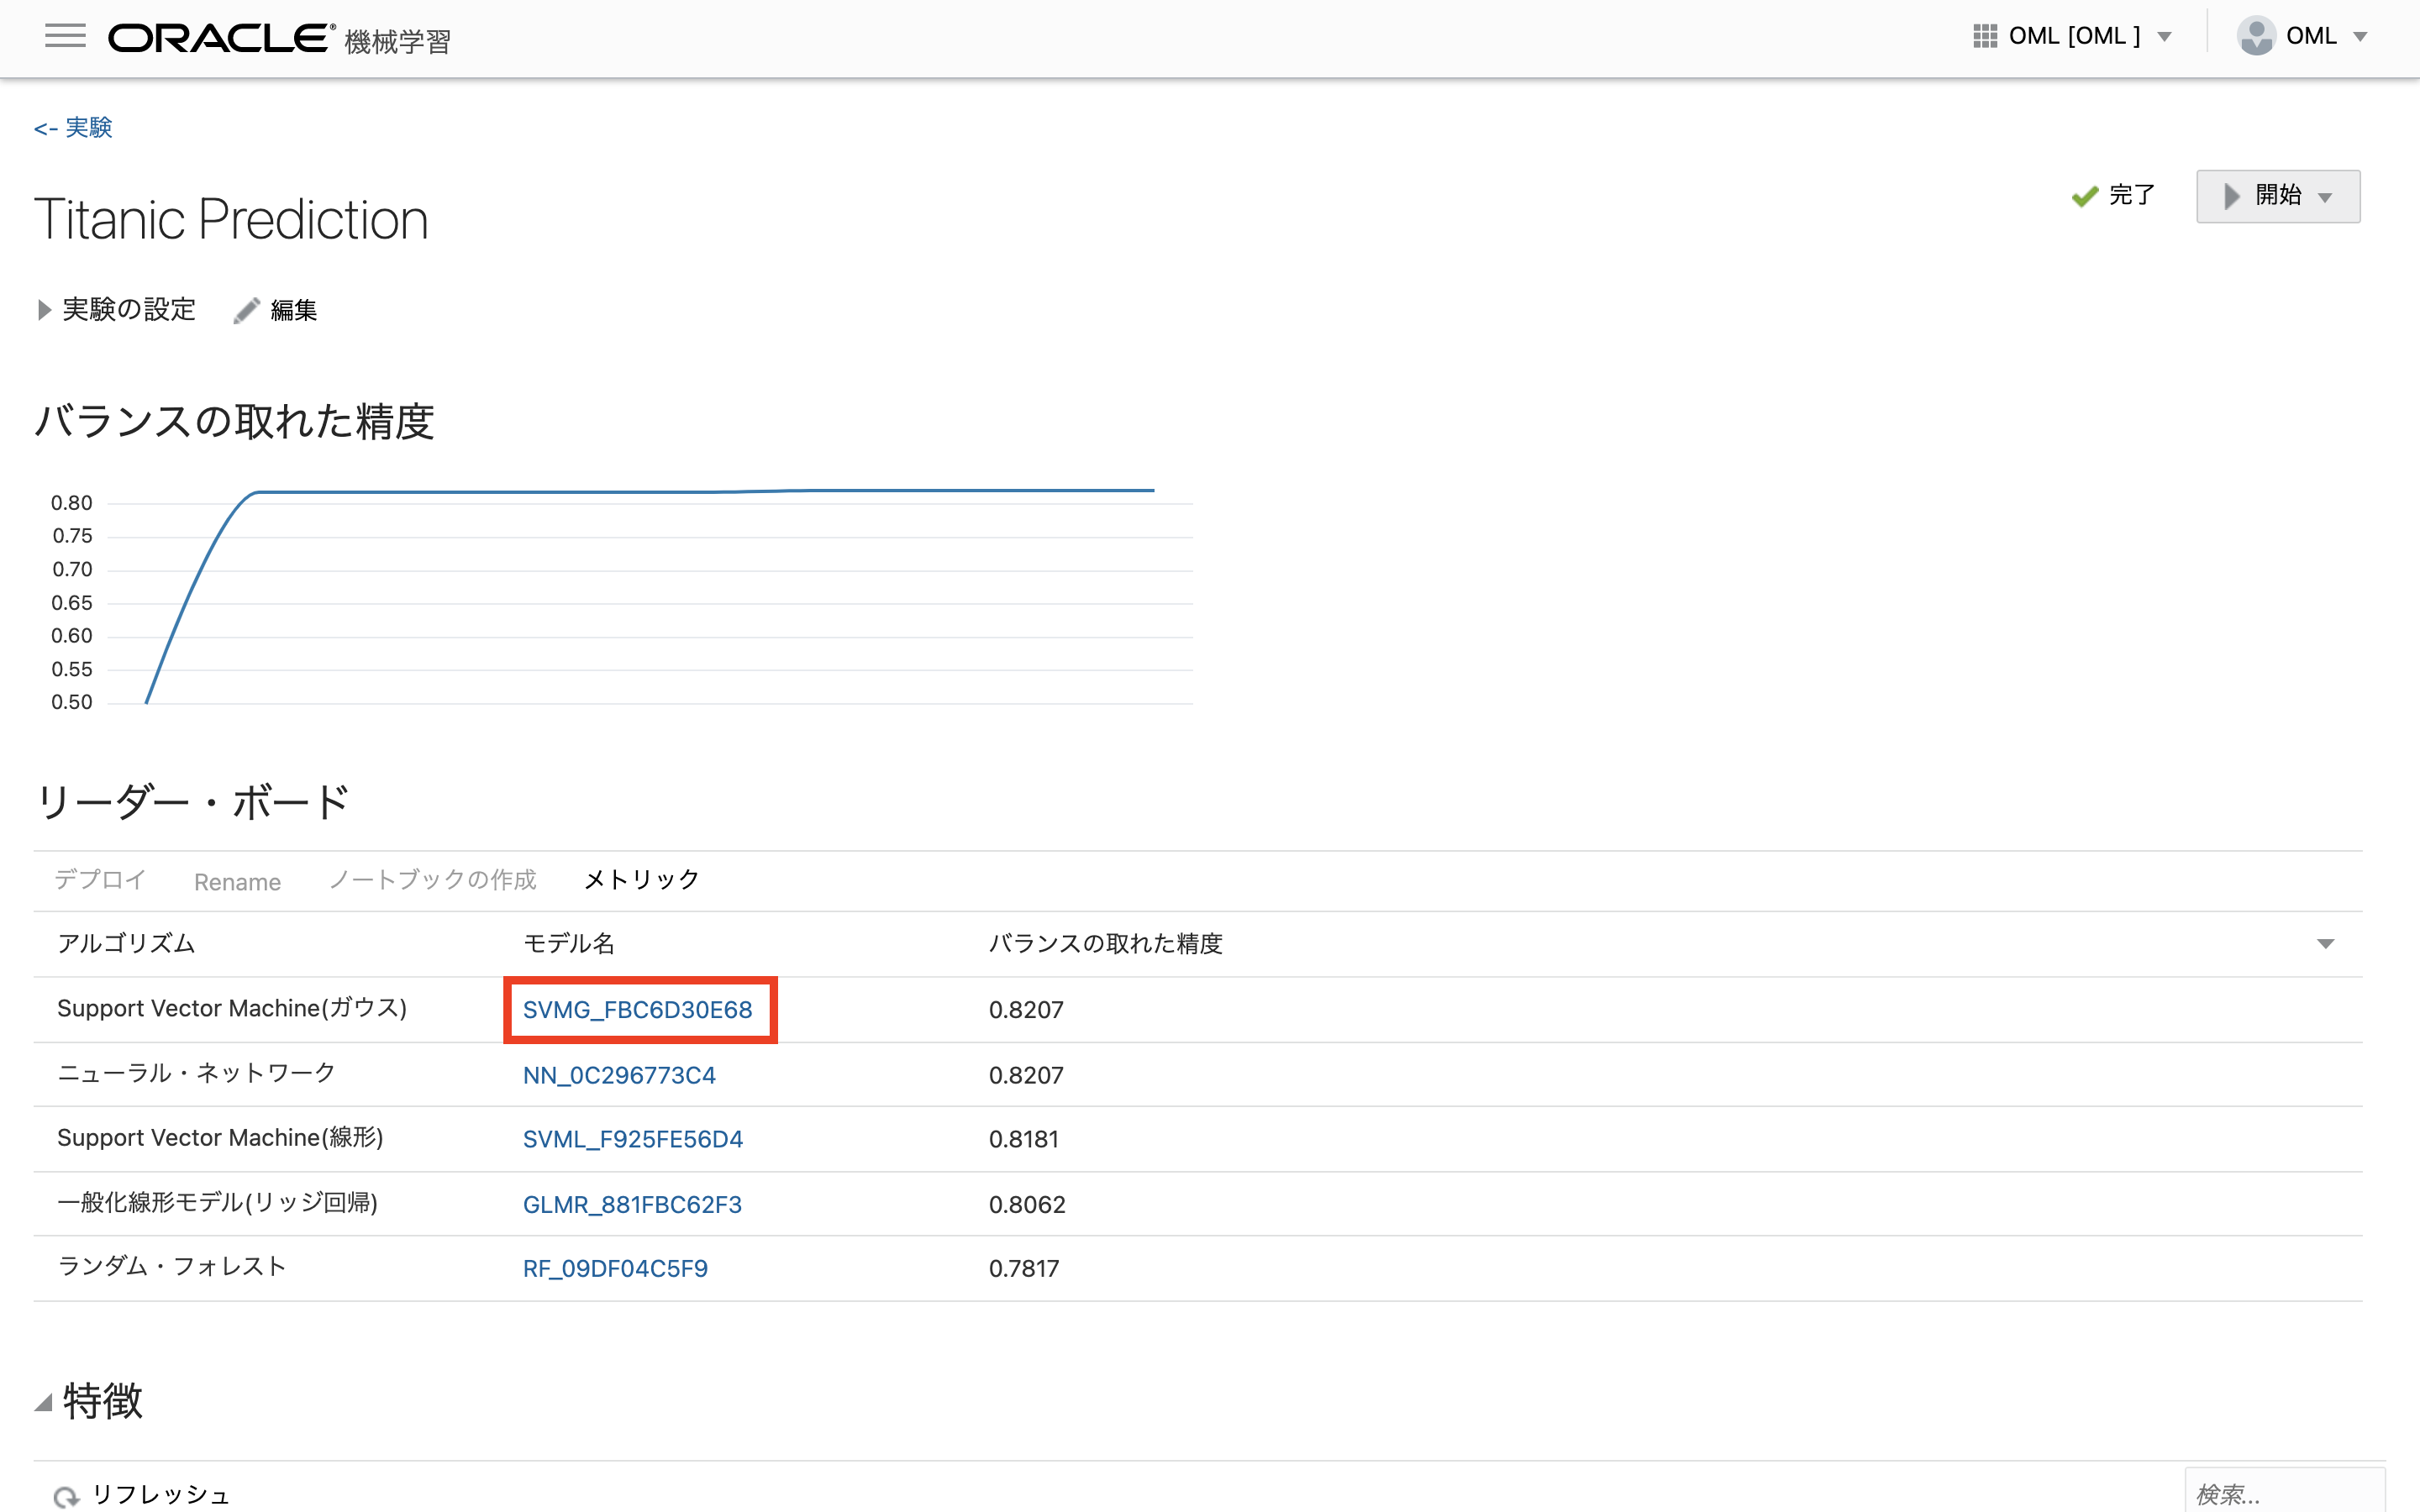 ORACLE® 機械学習
OML [OML ]
OML
<- 実験
Titanic Prediction
完了
開始
実験の設定
編集
バランスの取れた精度
0.80
0.75
0.70
0.65
0.60
0.55
0.50
リーダー・ボード
デプロイ Rename ノートブックの作成 メトリック
アルゴリズム モデル名 バランスの取れた精度
Support Vector Machine(ガウス) SVMG_FBC6D30E68 0.8207
ニューラル・ネットワーク NN_0C296773C4 0.8207
Support Vector Machine(線形) SVML_F925FE56D4 0.8181
一般化線形モデル(リッジ回帰) GLMR_881FBC62F3 0.8062
ランダム・フォレスト RF_09DF04C5F9 0.7817
特徴
リフレッシュ
検索...